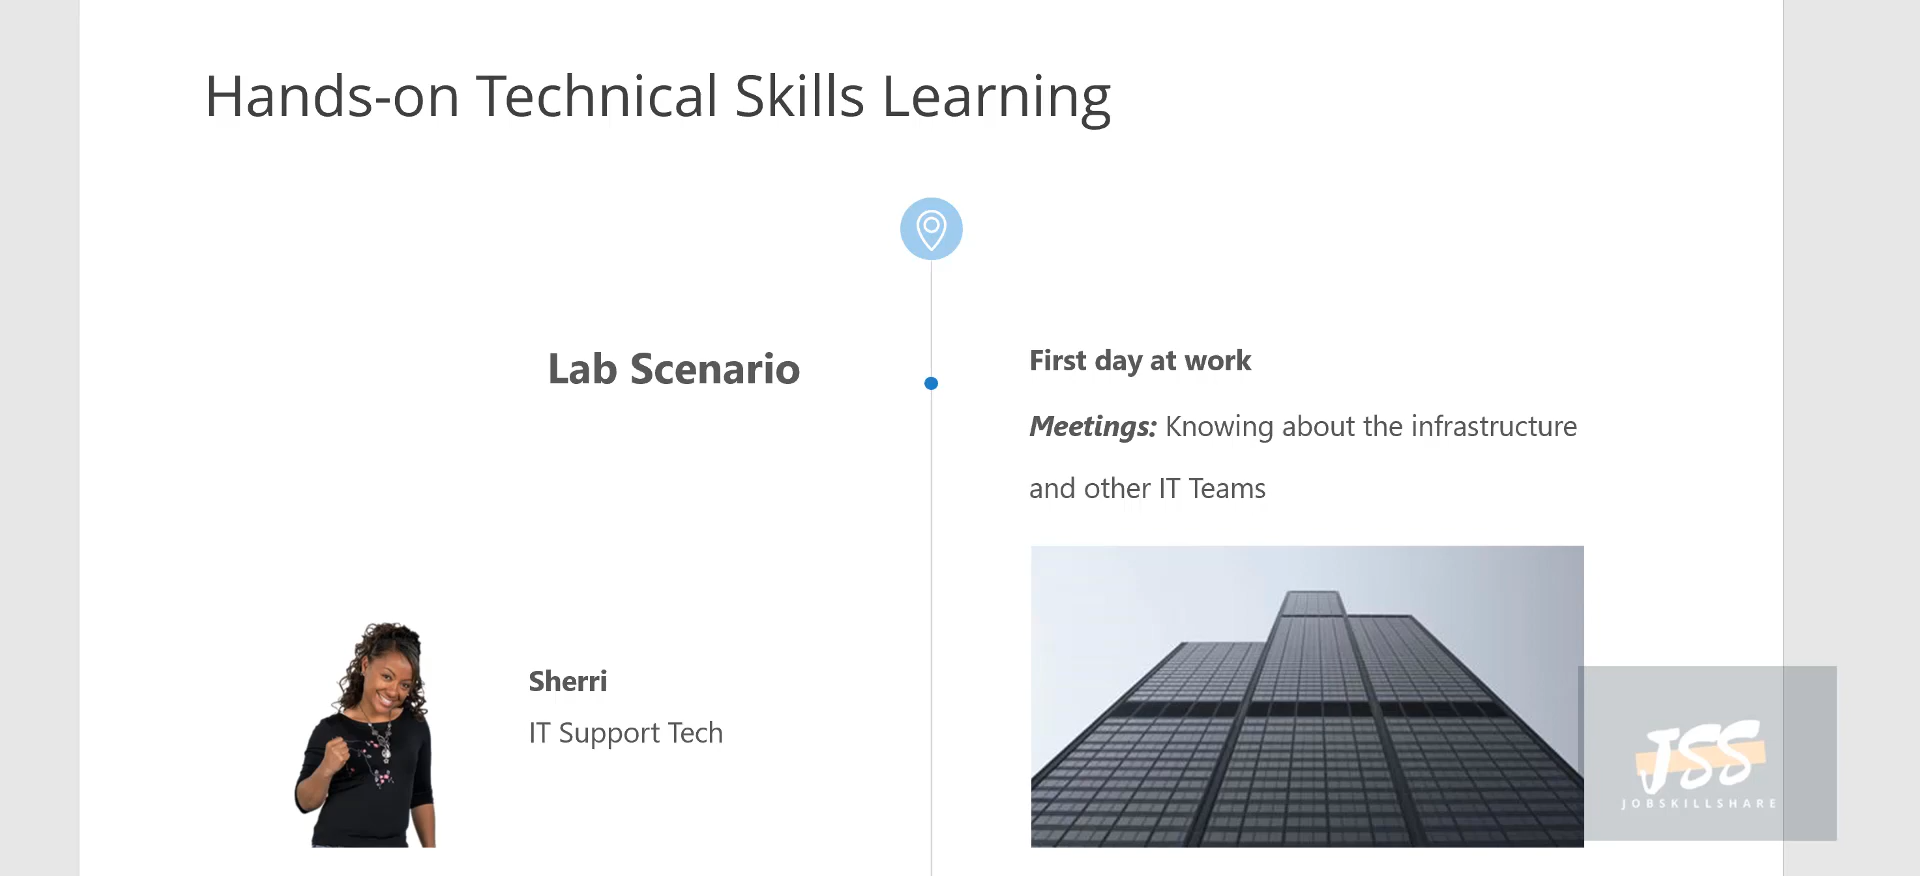 Hands-on Technical Skills Learning
Lab Scenario
First day at work
Meetings: Knowing about the infrastructure
and other IT Teams
Sherri
IT Support Tech
JSS
JOBSKILLSHARE